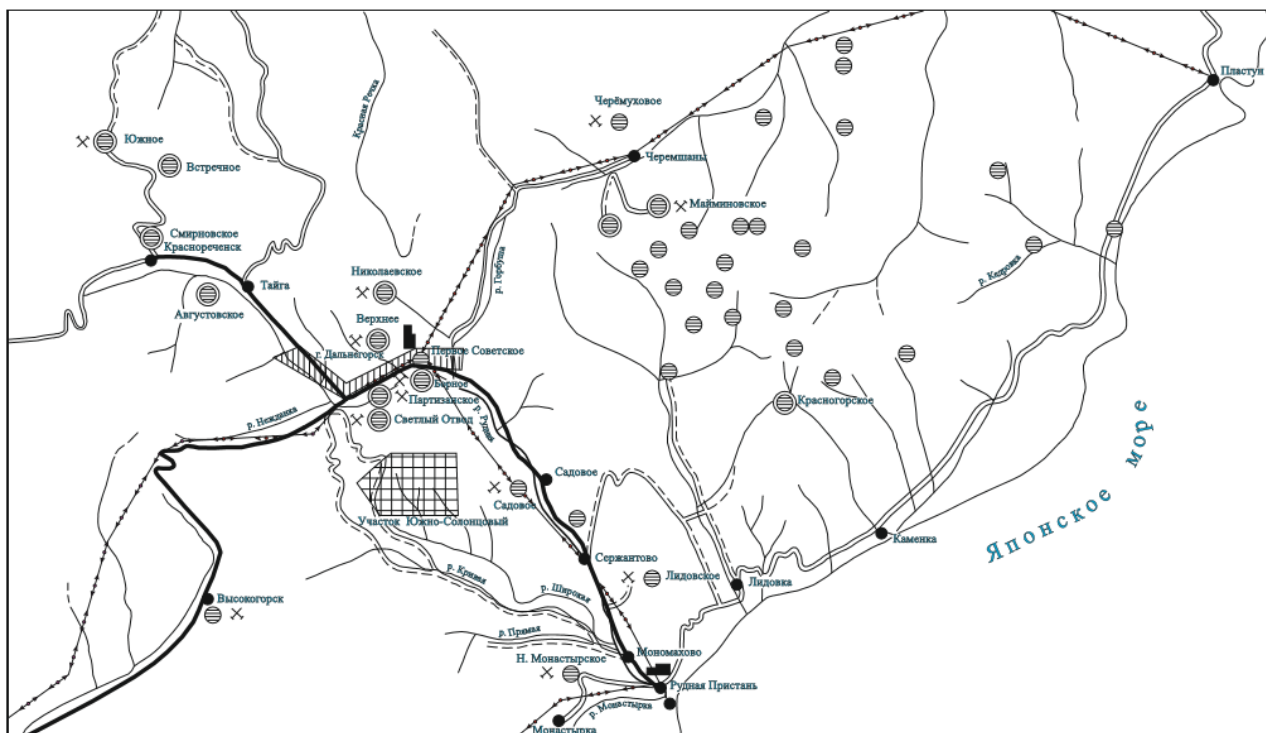 Пластун
Красная Речка
Черёмуховое
Южное
Черемшаны
Встречное
Майминовское
Смирновское
Краснореченск
р. Горбуша
р. Кедровка
Николаевское
Тайга
Августовское
Верхнее
г. Дальнегорск
Первое Советское
Борное
Партизанское
Красногорское
р. Нежданка
Светлый Отвод
р. Рудная
Японское море
Садовое
Садовое
Участок Южно-Солонцовый
Каменка
Сержантово
р. Кривая
р. Широкая
Лидовское
Лидовка
Высокогорск
р. Прямая
Мономахово
Н. Монастырское
Рудная Пристань
р. Монастырка
Монастырка